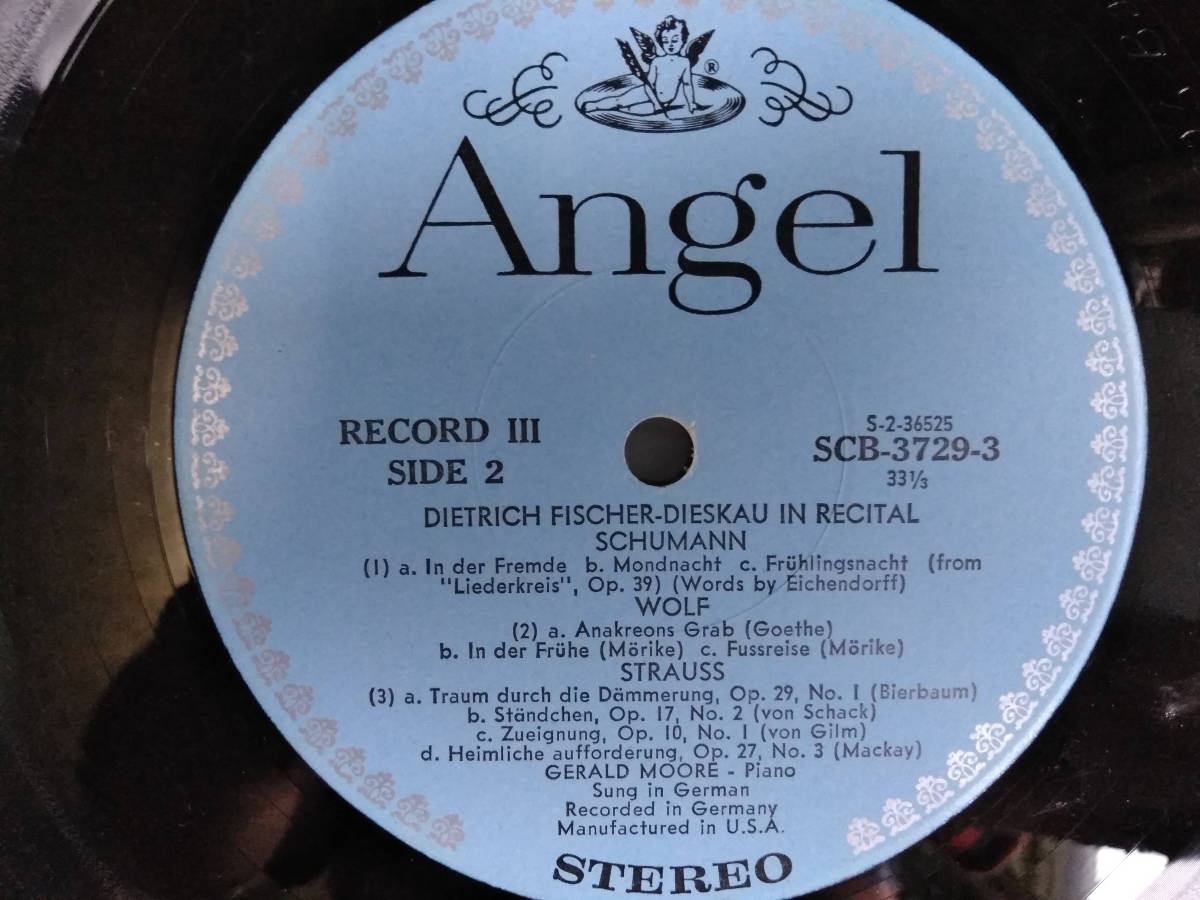 ®
Angel
RECORD III
SIDE 2
S-2-36525
SCB-3729-3
33⅓
DIETRICH FISCHER-DIESKAU IN RECITAL
SCHUMANN
(1) a. In der Fremde b. Mondnacht c. Frühlingsnacht (from
"Liederkreis", Op. 39) (Words by Eichendorff)
WOLF
(2) a. Anakreons Grab (Goethe)
b. In der Frühe (Mörike) c. Fussreise (Mörike)
STRAUSS
(3) a. Traum durch die Dämmerung, Op. 29, No. 1 (Bierbaum)
b. Ständchen, Op. 17, No. 2 (von Schack)
c. Zueignung, Op. 10, No. 1 (von Gilm)
d. Heimliche aufforderung, Op. 27, No. 3 (Mackay)
GERALD MOORE - Piano
Sung in German
Recorded in Germany
Manufactured in U.S.A.
STEREO